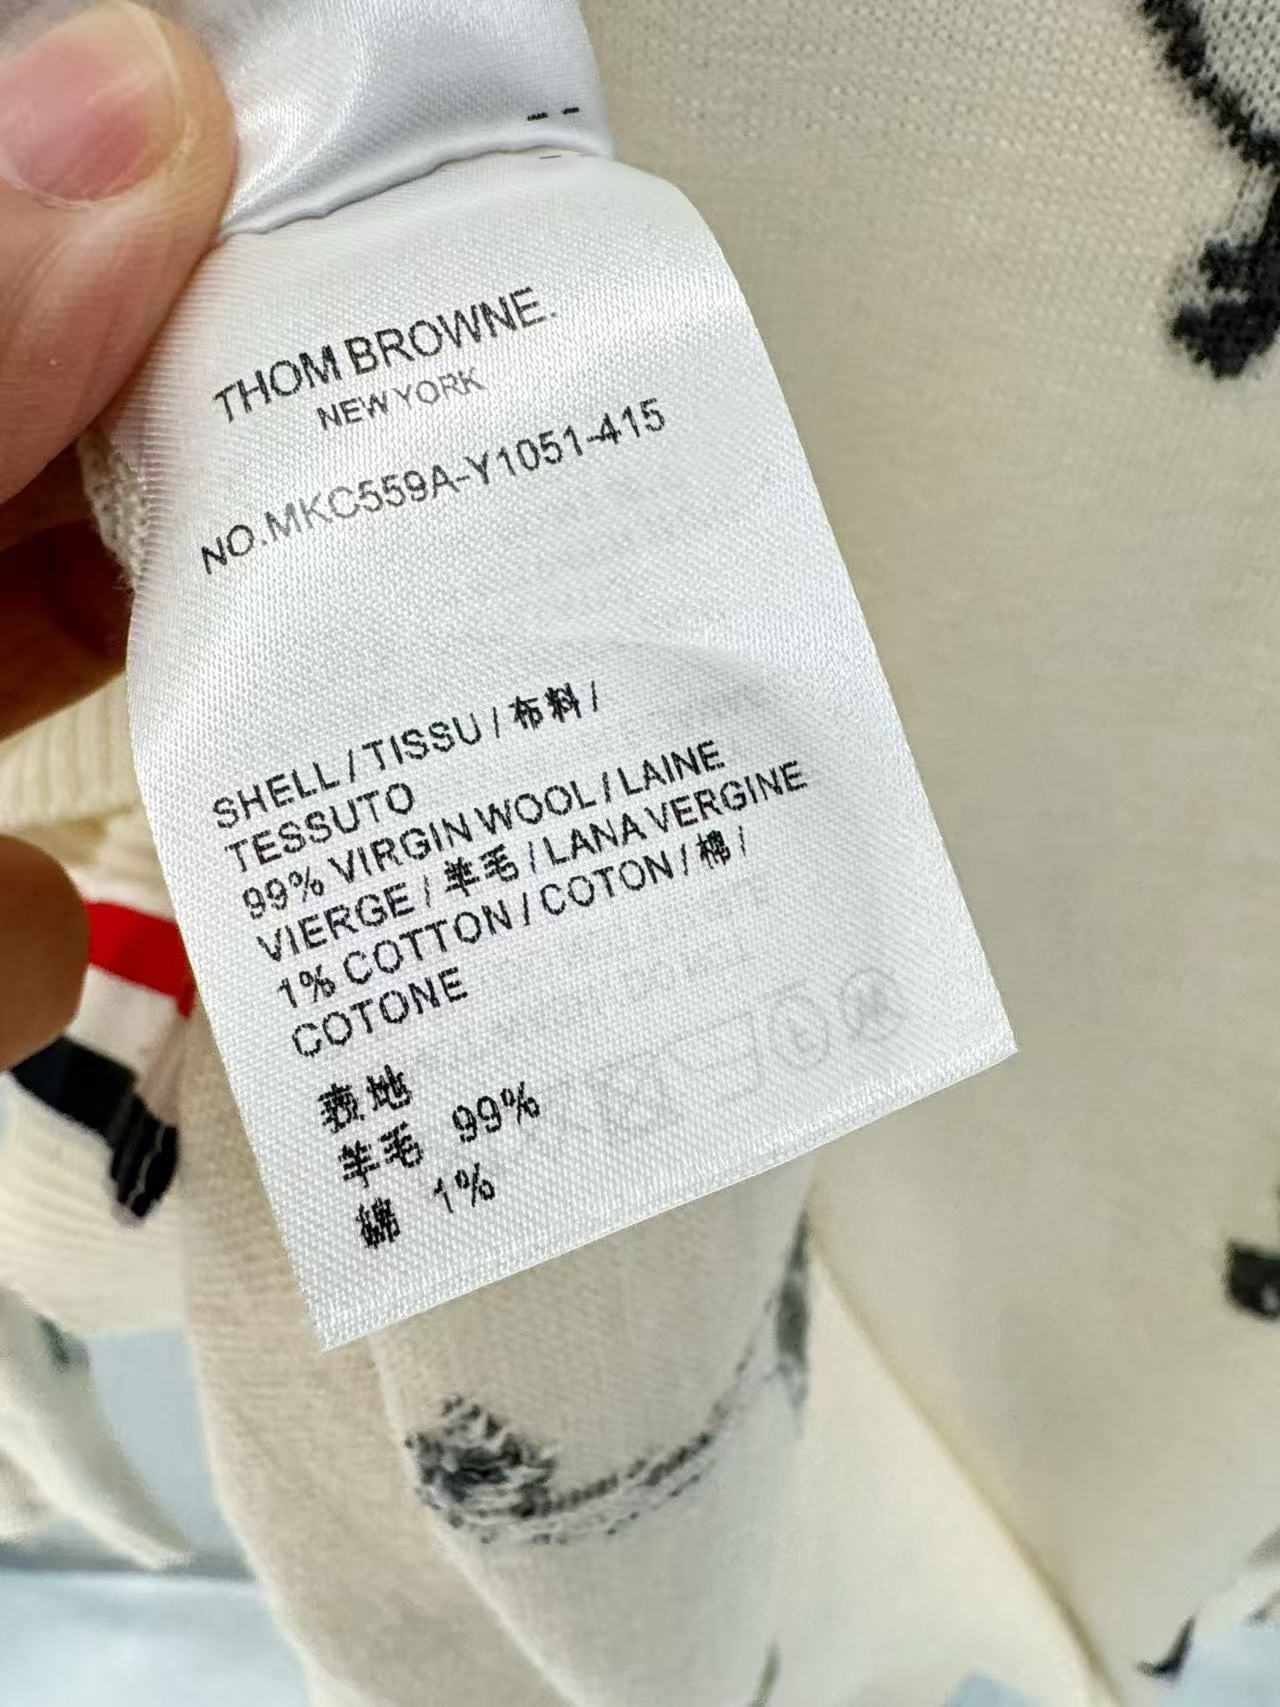 THOM BROWNE.
NEW YORK
NO.MKC559A-Y1051-415
SHELL / TISSU / 布料 /
TESSUTO
99% VIRGIN WOOL / LAINE
VIERGE / 羊毛 / LANA VERGINE
1% COTTON / COTON / 棉 /
COTONE
表地
羊毛 99%
綿 1%